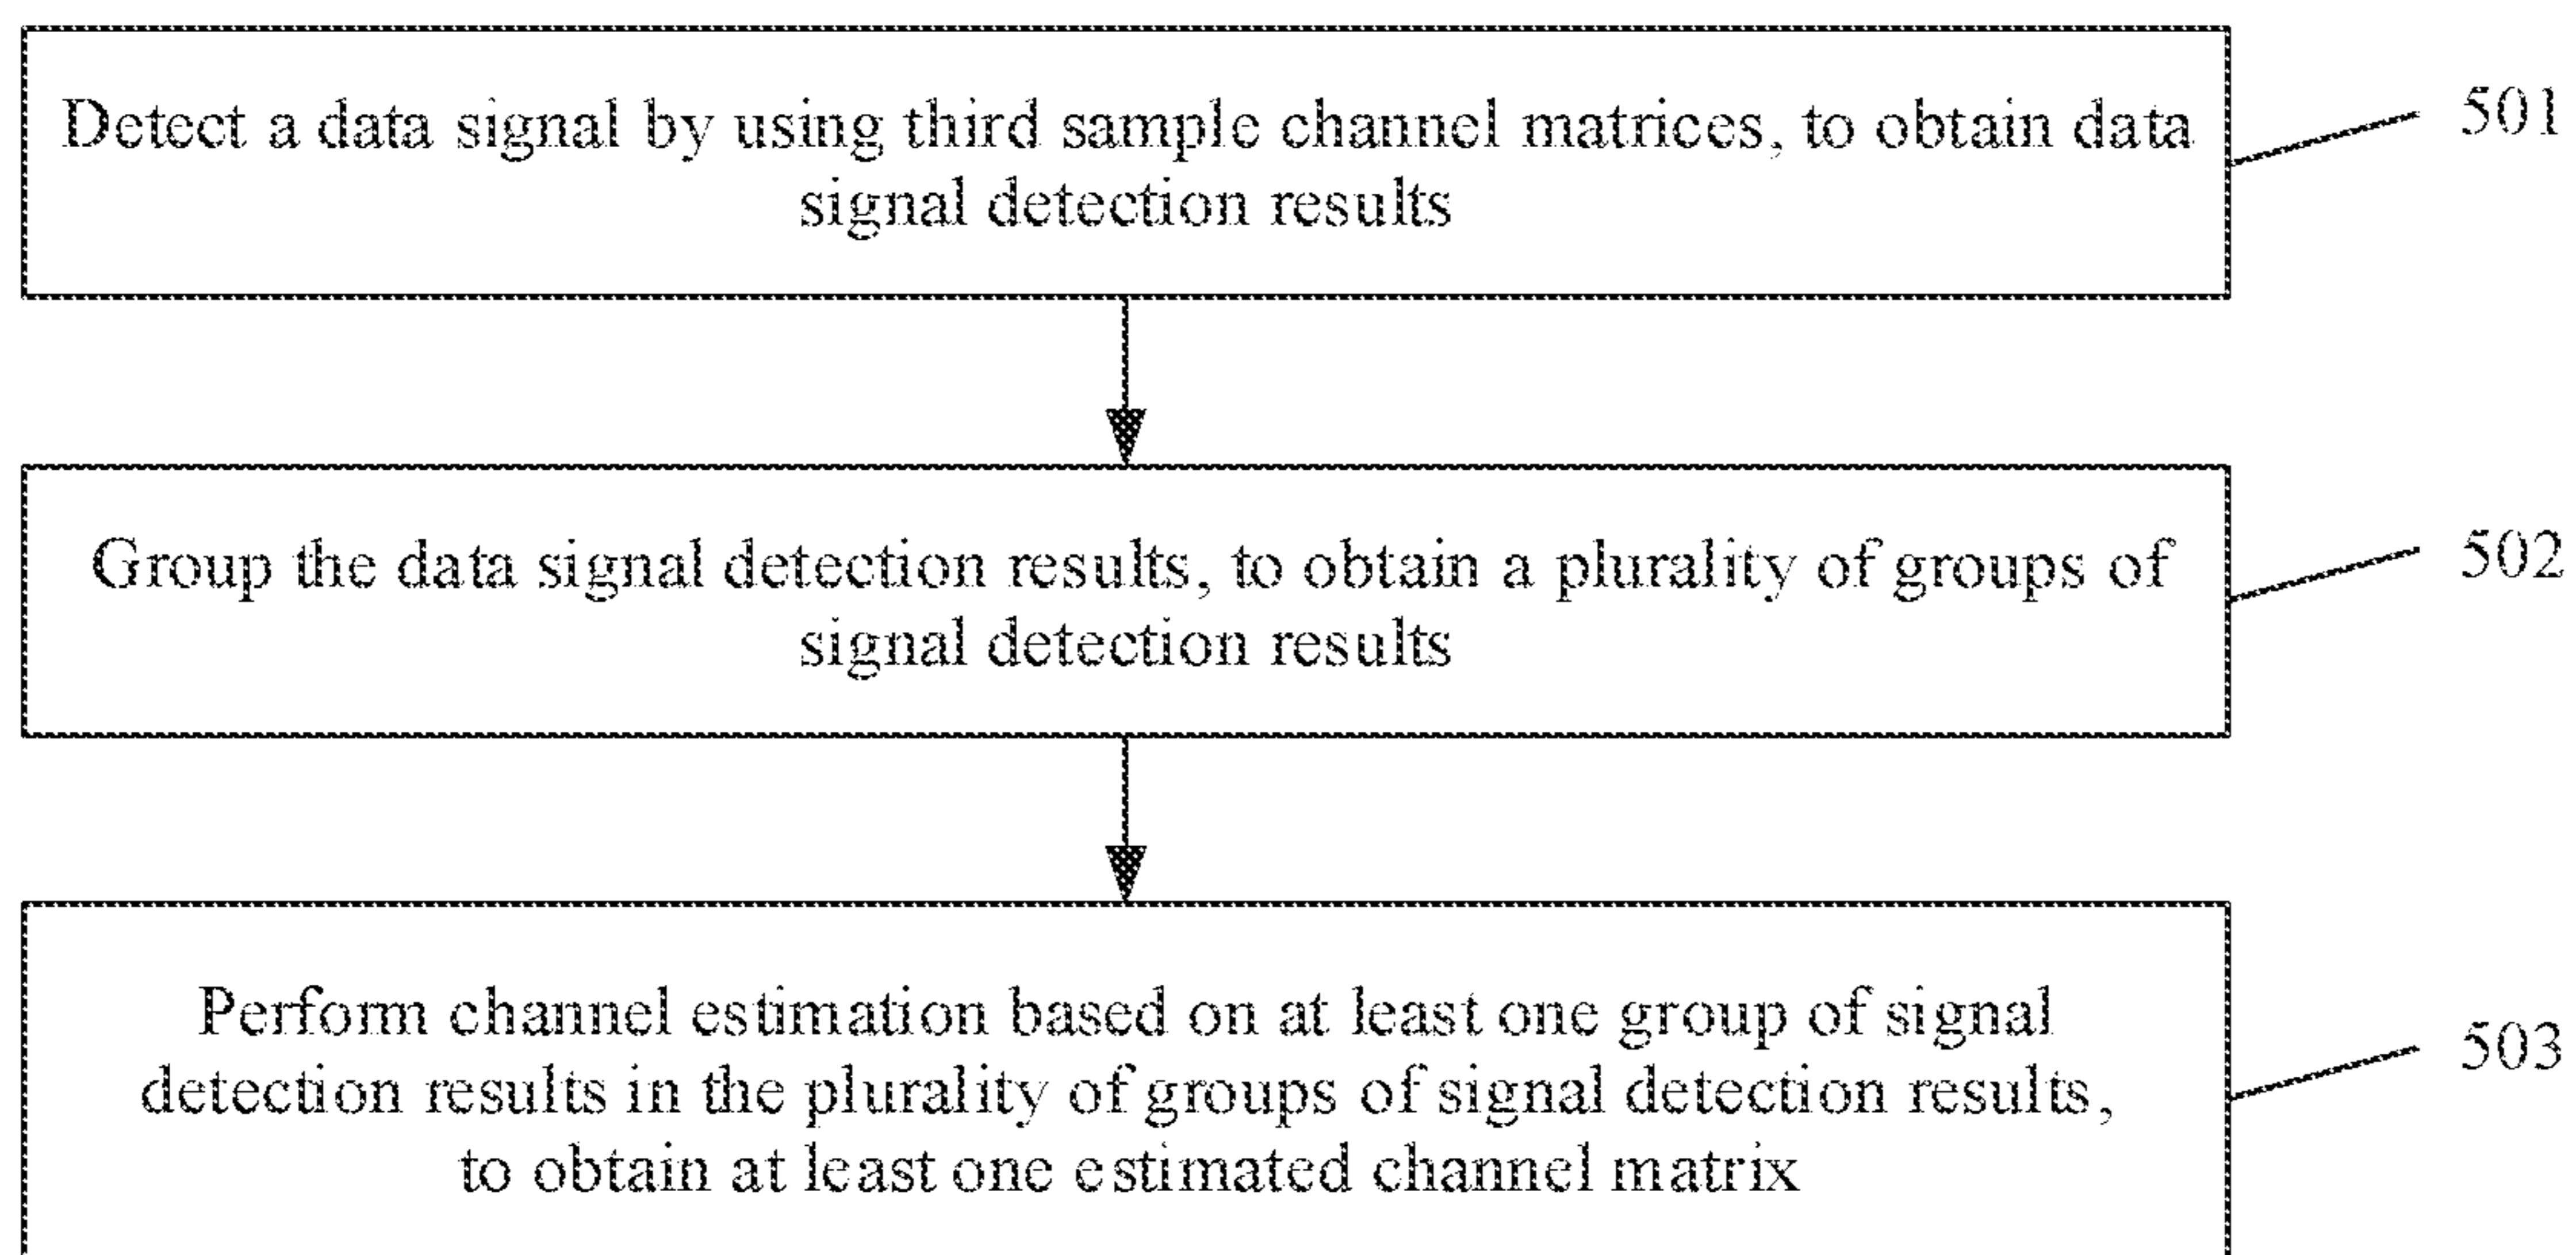 Detect a data signal by using third sample channel matrices, to obtain data
signal detection results
501
Group the data signal detection results, to obtain a plurality of groups of
signal detection results
502
Perform channel estimation based on at least one group of signal
detection results in the plurality of groups of signal detection results,
to obtain at least one estimated channel matrix
503